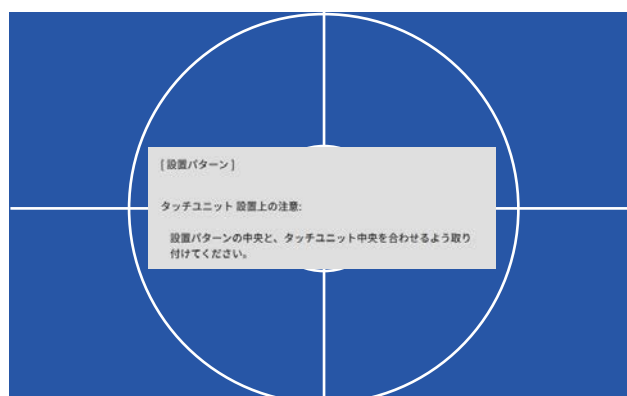 [ 設置パターン ]
タッチユニット 設置上の注意:
設置パターンの中央と、タッチユニット中央を合わせるよう取り
付けてください。